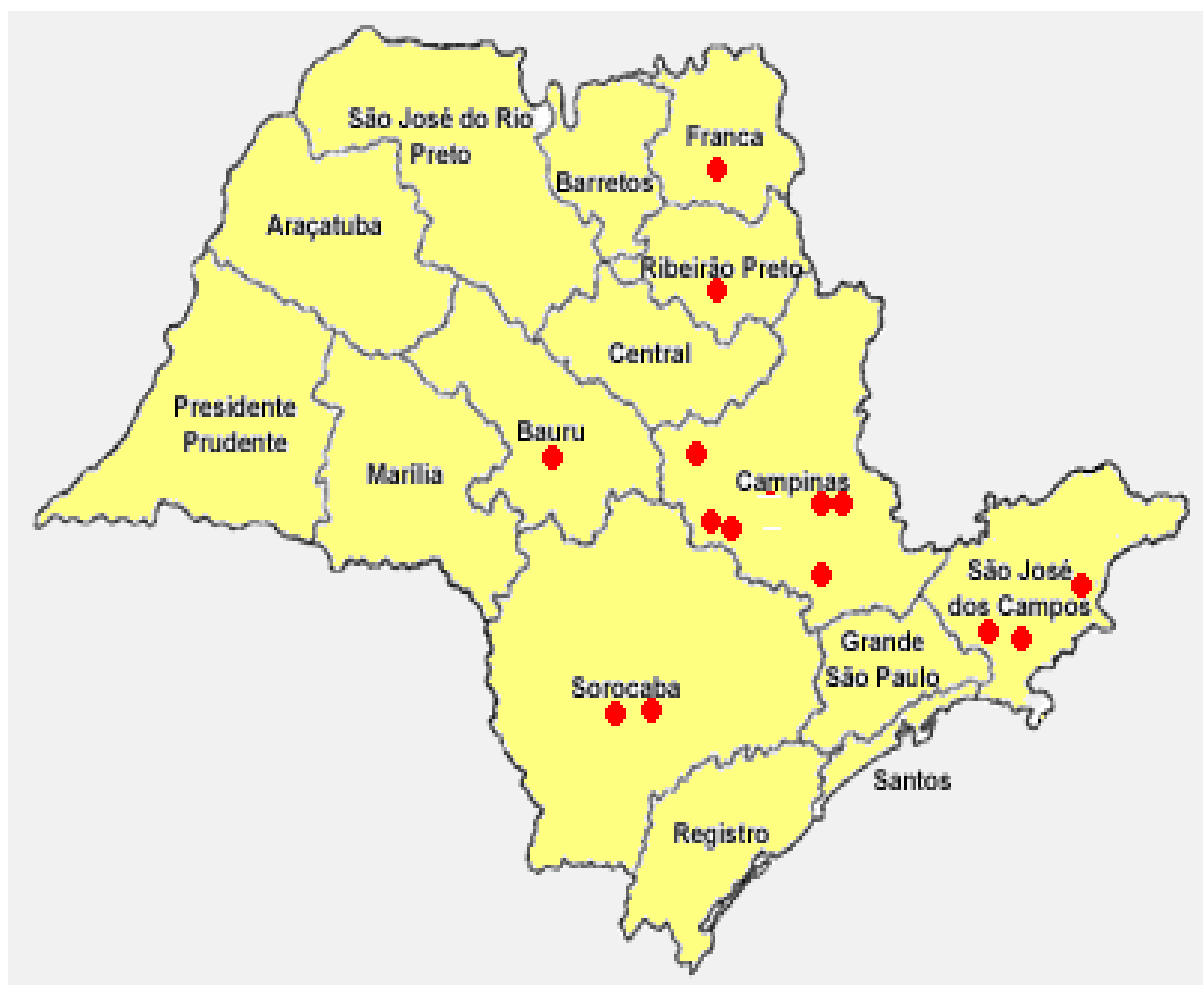 São José do Rio
Preto
Franca
Barretos
Araçatuba
Ribeirão Preto
Central
Presidente
Prudente
Bauru
Marília
Campinas
São José
dos Campos
Grande
São Paulo
Sorocaba
Santos
Registro